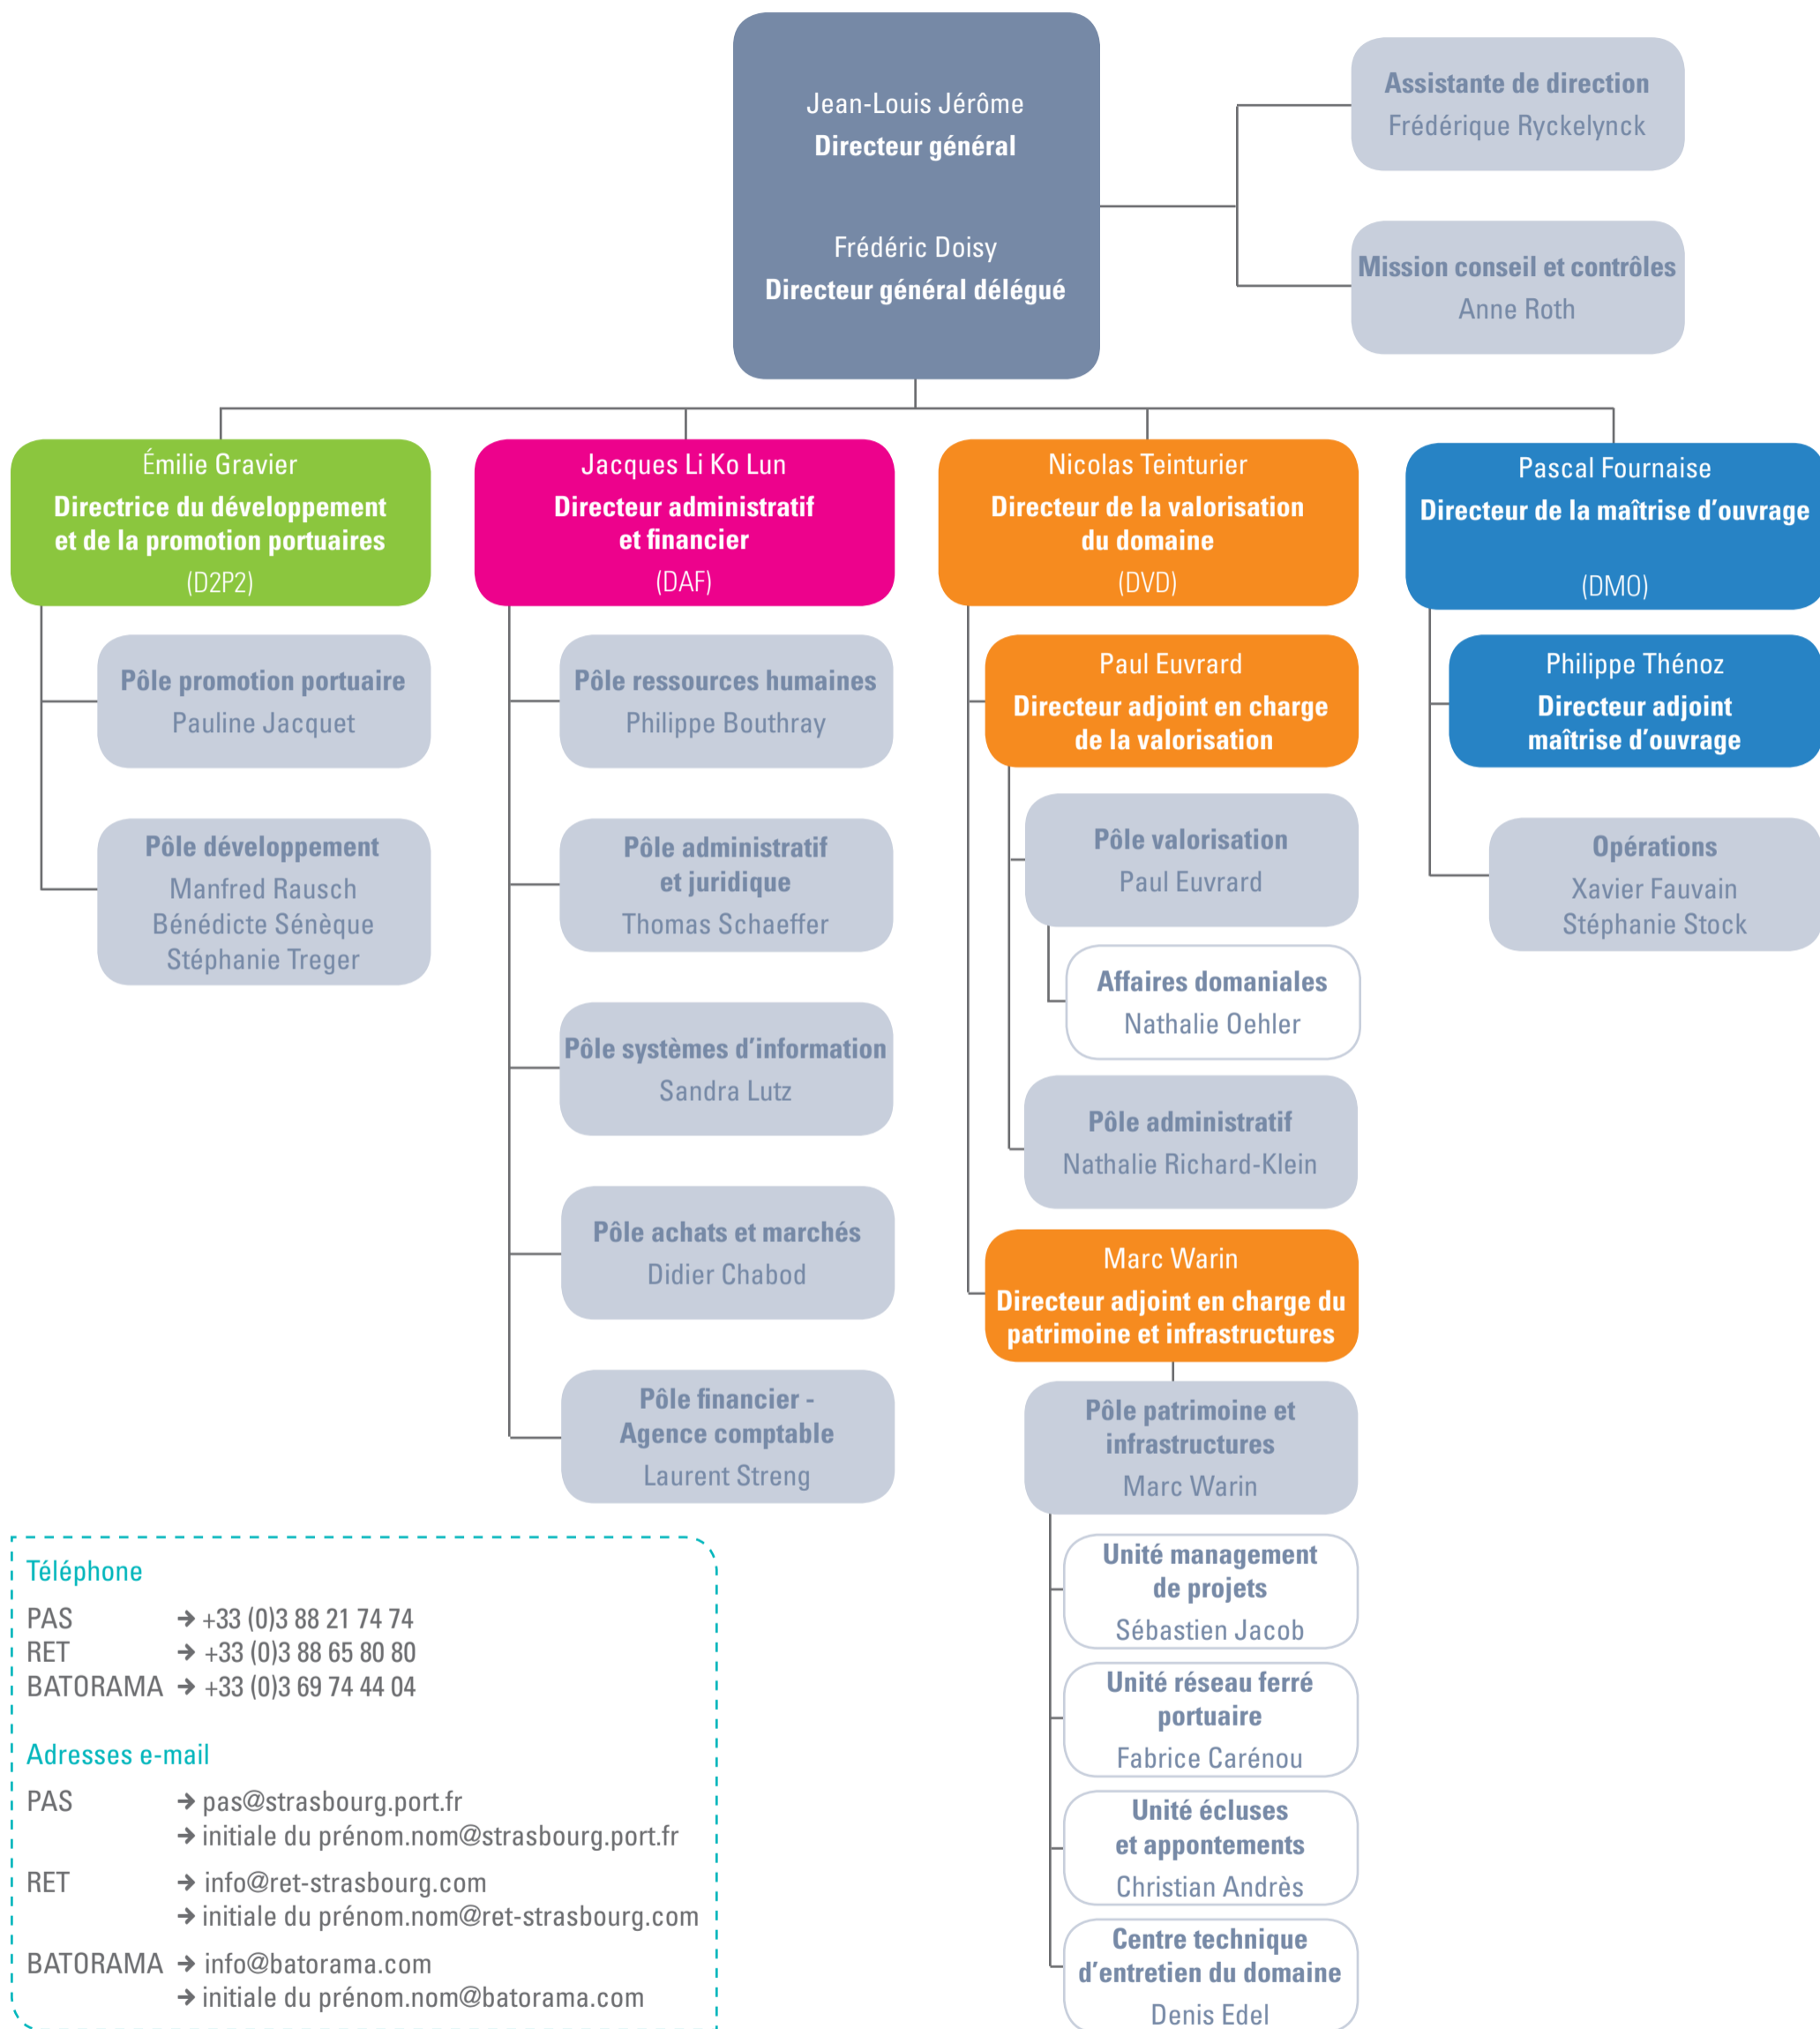 Jean-Louis Jérôme
Directeur général
Frédéric Doisy
Directeur général délégué
Assistante de direction
Frédérique Ryckelynck
Mission conseil et contrôles
Anne Roth
Émilie Gravier
Directrice du développement
et de la promotion portuaires
(D2P2)
Pôle promotion portuaire
Pauline Jacquet
Pôle développement
Manfred Rausch
Bénédicte Sénèque
Stéphanie Treger
Jacques Li Ko Lun
Directeur administratif
et financier
(DAF)
Pôle ressources humaines
Philippe Bouthray
Pôle administratif
et juridique
Thomas Schaeffer
Pôle systèmes d'information
Sandra Lutz
Pôle achats et marchés
Didier Chabod
Pôle financier -
Agence comptable
Laurent Streng
Nicolas Teinturier
Directeur de la valorisation
du domaine
(DVD)
Paul Euvrard
Directeur adjoint en charge
de la valorisation
Pôle valorisation
Paul Euvrard
Affaires domaniales
Nathalie Oehler
Pôle administratif
Nathalie Richard-Klein
Marc Warin
Directeur adjoint en charge du
patrimoine et infrastructures
Pôle patrimoine et
infrastructures
Marc Warin
Unité management
de projets
Sébastien Jacob
Unité réseau ferré
portuaire
Fabrice Carénou
Unité écluses
et appontements
Christian Andrès
Centre technique
d'entretien du domaine
Denis Edel
Pascal Fournaise
Directeur de la maîtrise d'ouvrage
(DMO)
Philippe Thénoz
Directeur adjoint
maîtrise d'ouvrage
Opérations
Xavier Fauvain
Stéphanie Stock
Téléphone
PAS → +33 (0)3 88 21 74 74
RET → +33 (0)3 88 65 80 80
BATORAMA → +33 (0)3 69 74 44 04
Adresses e-mail
PAS → pas@strasbourg.port.fr
→ initiale du prénom.nom@strasbourg.port.fr
RET → info@ret-strasbourg.com
→ initiale du prénom.nom@ret-strasbourg.com
BATORAMA → info@batorama.com
→ initiale du prénom.nom@batorama.com